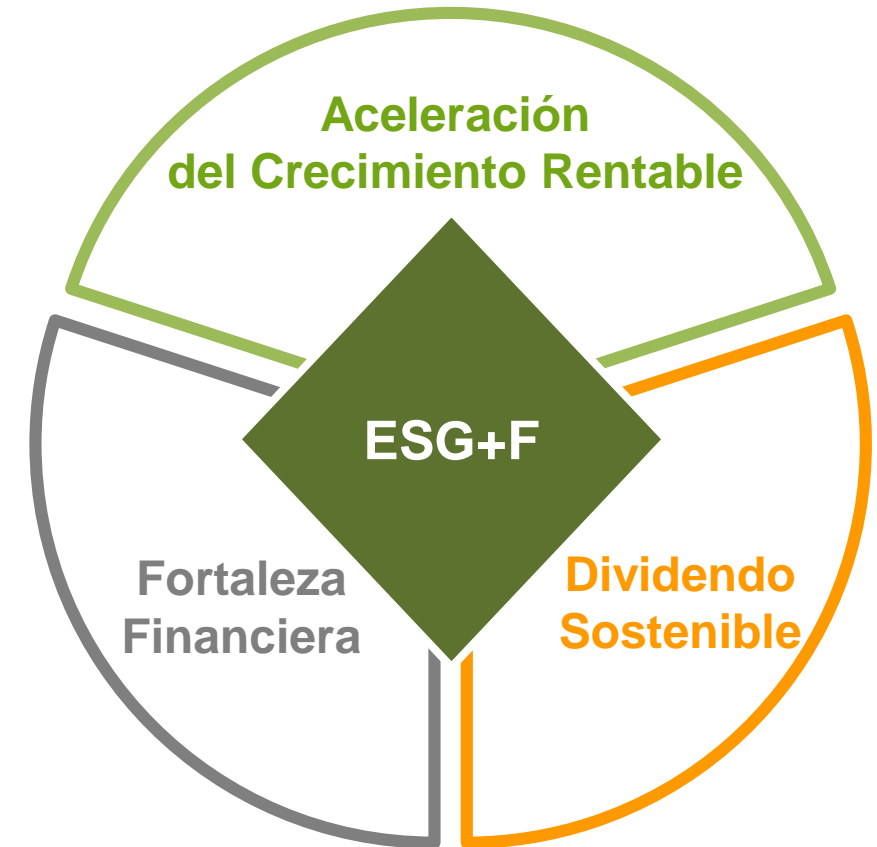 Aceleración
del Crecimiento Rentable
ESG+F
Fortaleza
Financiera
Dividendo
Sostenible